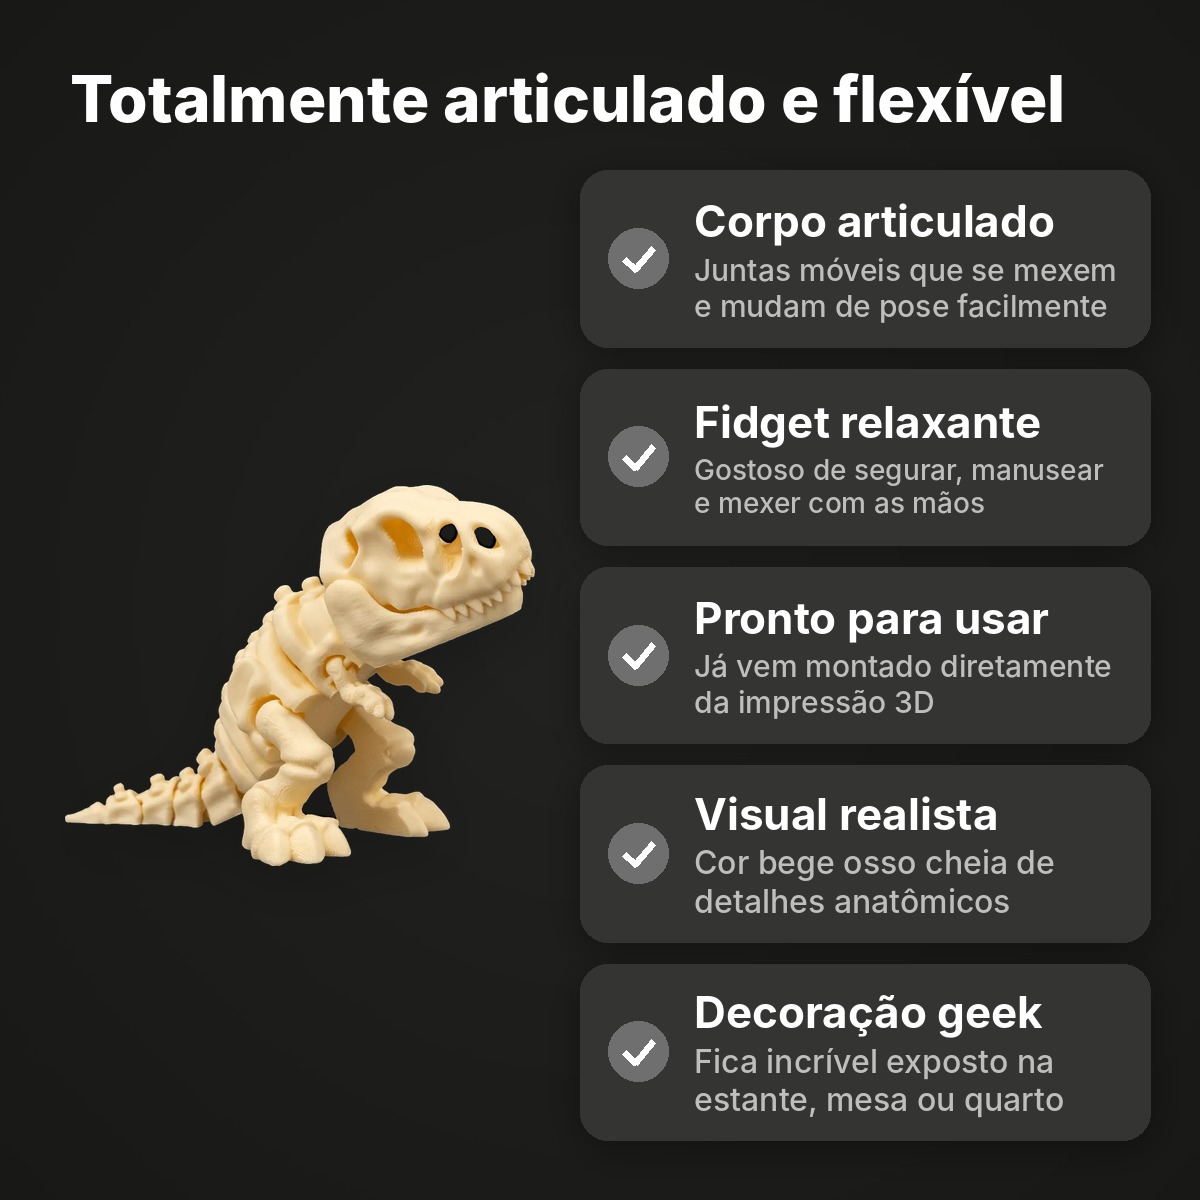 Totalmente articulado e flexível
Corpo articulado
Juntas móveis que se mexem
e mudam de pose facilmente
Fidget relaxante
Gostoso de segurar, manusear
e mexer com as mãos
Pronto para usar
Já vem montado diretamente
da impressão 3D
Visual realista
Cor bege osso cheia de
detalhes anatômicos
Decoração geek
Fica incrível exposto na
estante, mesa ou quarto